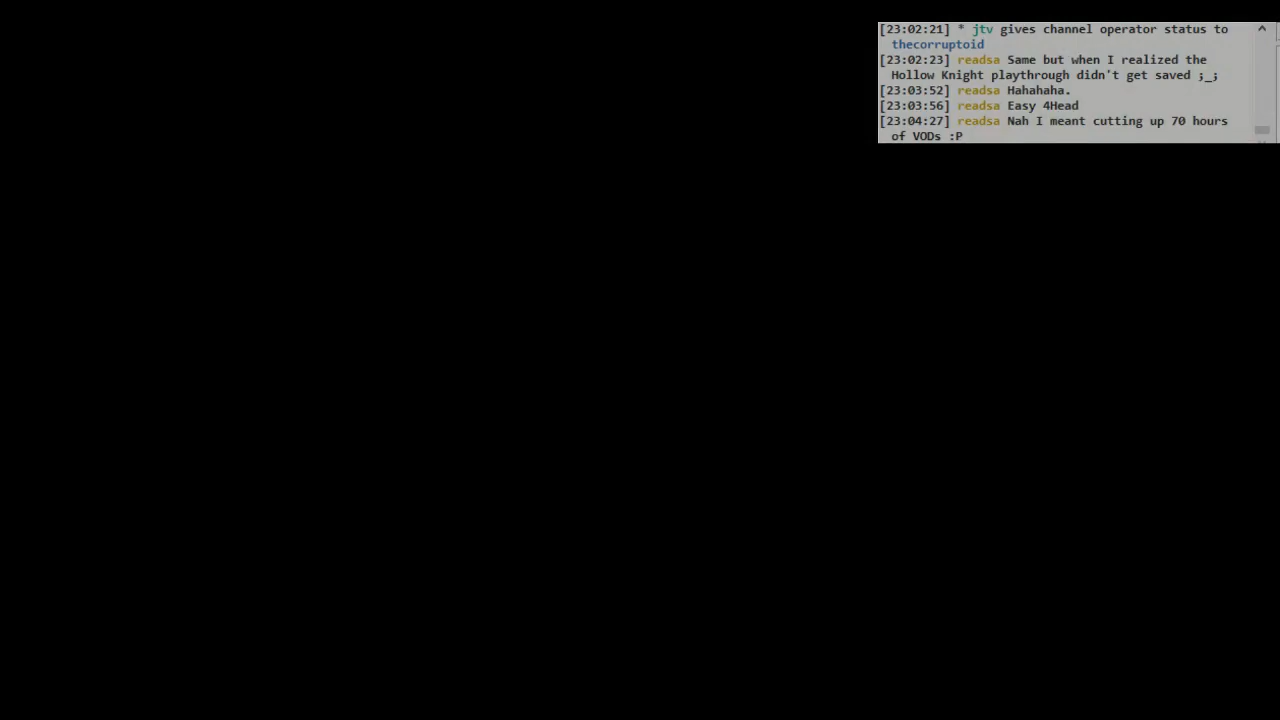 [23:02:21] * jtv gives channel operator status to
thecorruptoid
[23:02:23] readsa Same but when I realized the
Hollow Knight playthrough didn't get saved ;_;
[23:03:52] readsa Hahahaha.
[23:03:56] readsa Easy 4Head
[23:04:27] readsa Nah I meant cutting up 70 hours
of VODs :P